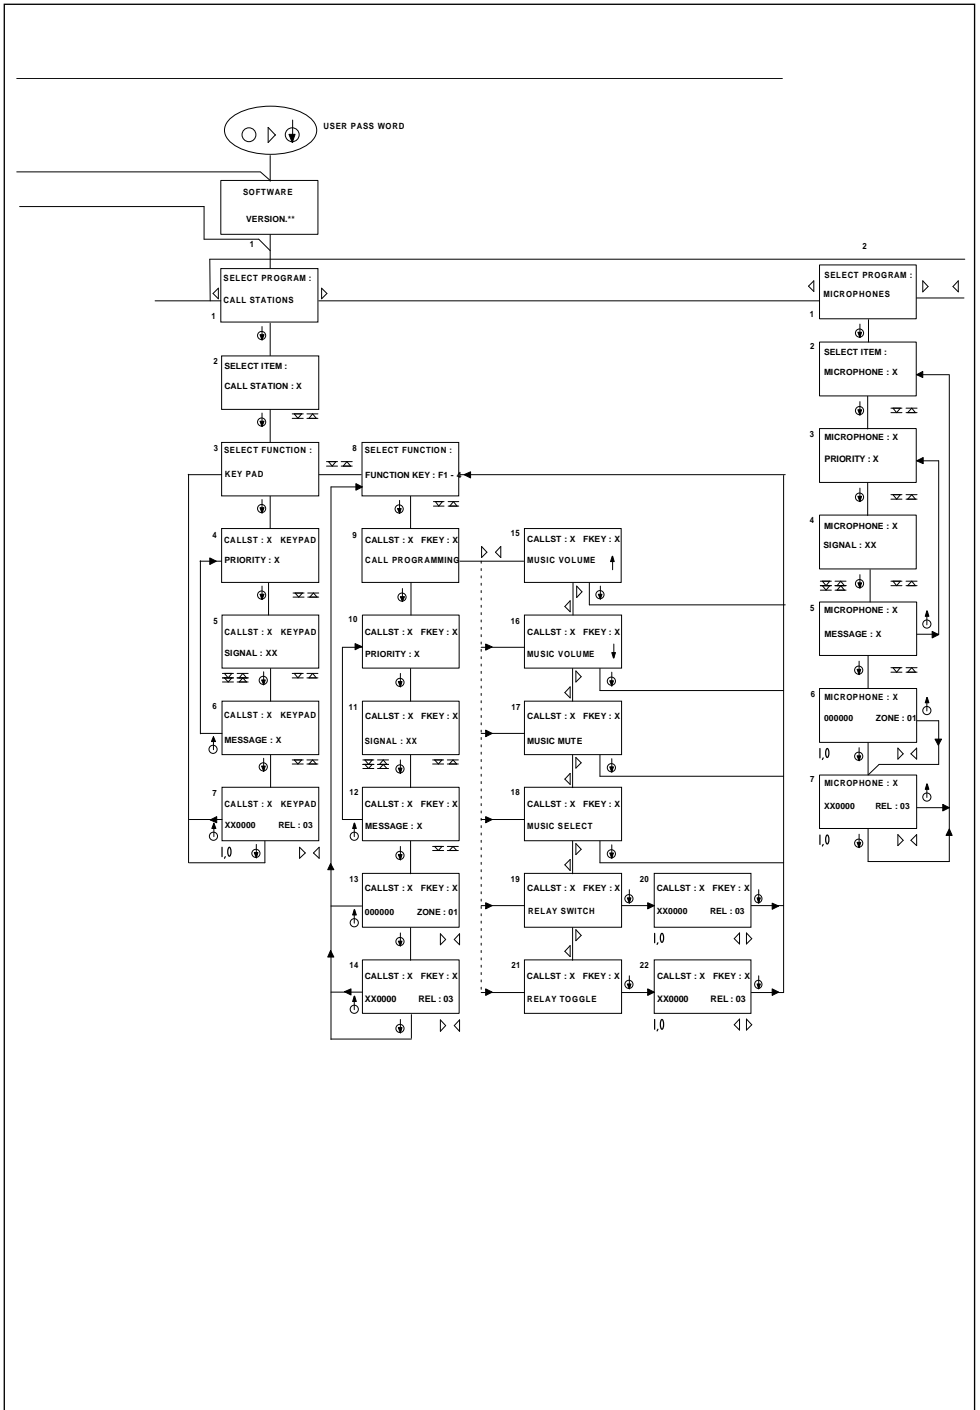 USER PASS WORD
SOFTWARE
VERSION.**
1
SELECT PROGRAM :
CALL STATIONS
1
2
SELECT ITEM :
CALL STATION : X
3
SELECT FUNCTION :
KEY PAD
4
CALLST : X KEYPAD
PRIORITY : X
5
CALLST : X KEYPAD
SIGNAL : XX
6
CALLST : X KEYPAD
MESSAGE : X
7
CALLST : X KEYPAD
XX0000 REL : 03
I,0
8
SELECT FUNCTION :
FUNCTION KEY : F1 - 4
9
CALLST : X FKEY : X
CALL PROGRAMMING
10
CALLST : X FKEY : X
PRIORITY : X
11
CALLST : X FKEY : X
SIGNAL : XX
12
CALLST : X FKEY : X
MESSAGE : X
13
CALLST : X FKEY : X
000000 ZONE : 01
14
CALLST : X FKEY : X
XX0000 REL : 03
15
CALLST : X FKEY : X
MUSIC VOLUME
16
CALLST : X FKEY : X
MUSIC VOLUME
17
CALLST : X FKEY : X
MUSIC MUTE
18
CALLST : X FKEY : X
MUSIC SELECT
19
CALLST : X FKEY : X
RELAY SWITCH
20
CALLST : X FKEY : X
XX0000 REL : 03
I,0
21
CALLST : X FKEY : X
RELAY TOGGLE
22
CALLST : X FKEY : X
XX0000 REL : 03
I,0
2
SELECT PROGRAM :
MICROPHONES
1
2
SELECT ITEM :
MICROPHONE : X
3
MICROPHONE : X
PRIORITY : X
4
MICROPHONE : X
SIGNAL : XX
5
MICROPHONE : X
MESSAGE : X
6
MICROPHONE : X
000000 ZONE : 01
I,0
7
MICROPHONE : X
XX0000 REL : 03
I,0